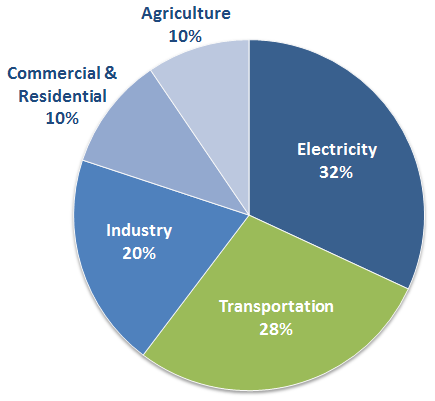 Agriculture
10%
Commercial &
Residential
10%
Electricity
32%
Industry
20%
Transportation
28%